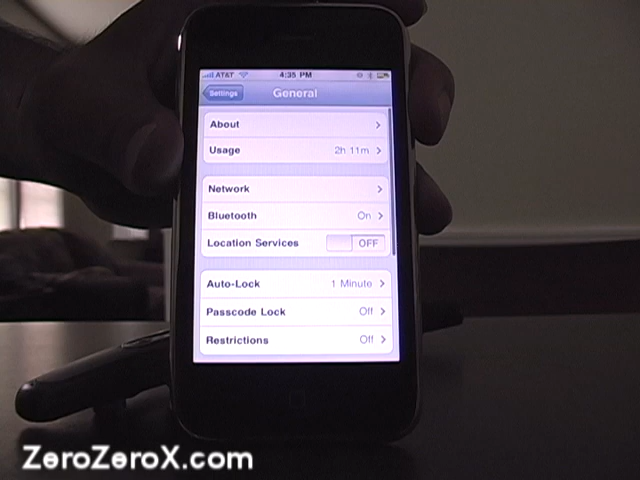 AT&T 4:35 PM
Settings General
About
Usage 2h 11m
Network
Bluetooth On
Location Services OFF
Auto-Lock 1 Minute
Passcode Lock Off
Restrictions Off
ZeroZeroX.com